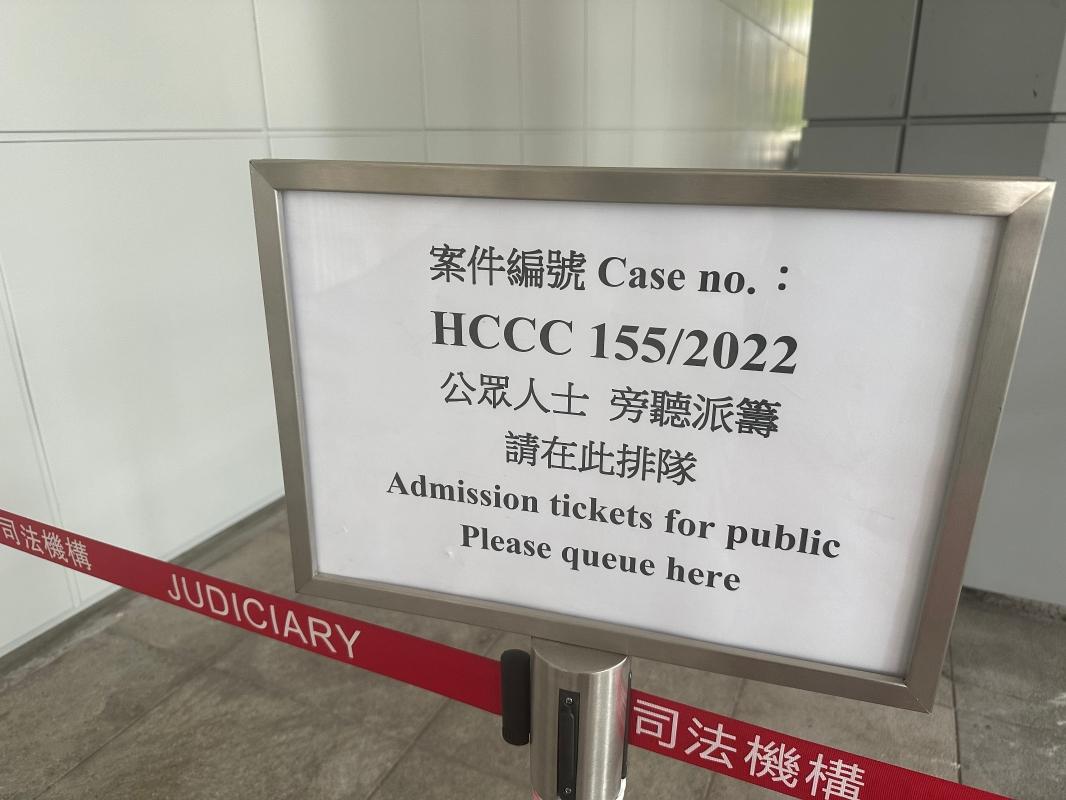 案件編號 Case no.：
HCCC 155/2022
公眾人士 旁聽派籌
請在此排隊
Admission tickets for public
Please queue here
司法機構 JUDICIARY
司法機構